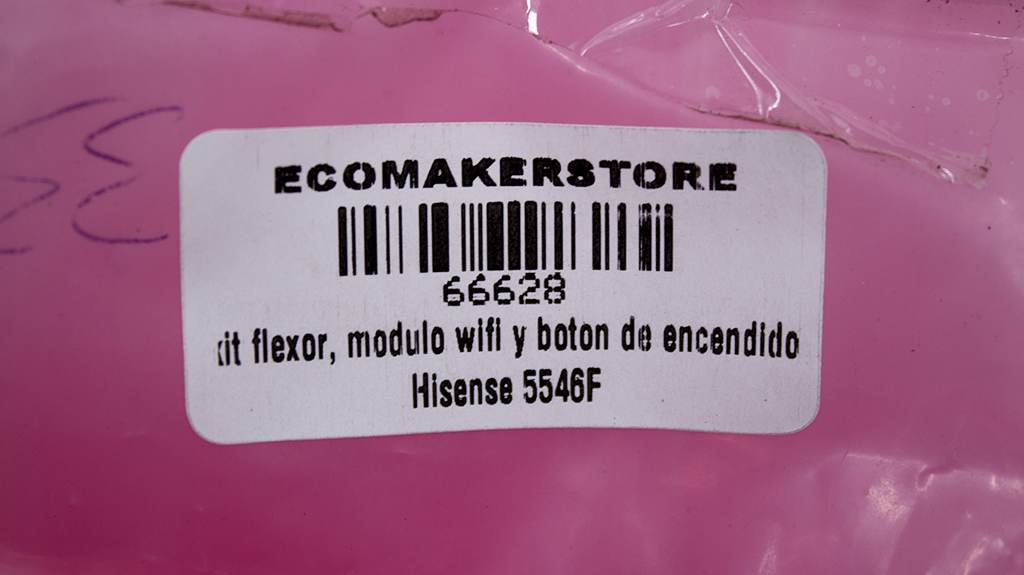 ECOMAKERSTORE
66628
kit flexor, modulo wifi y boton de encendido
Hisense 5546F